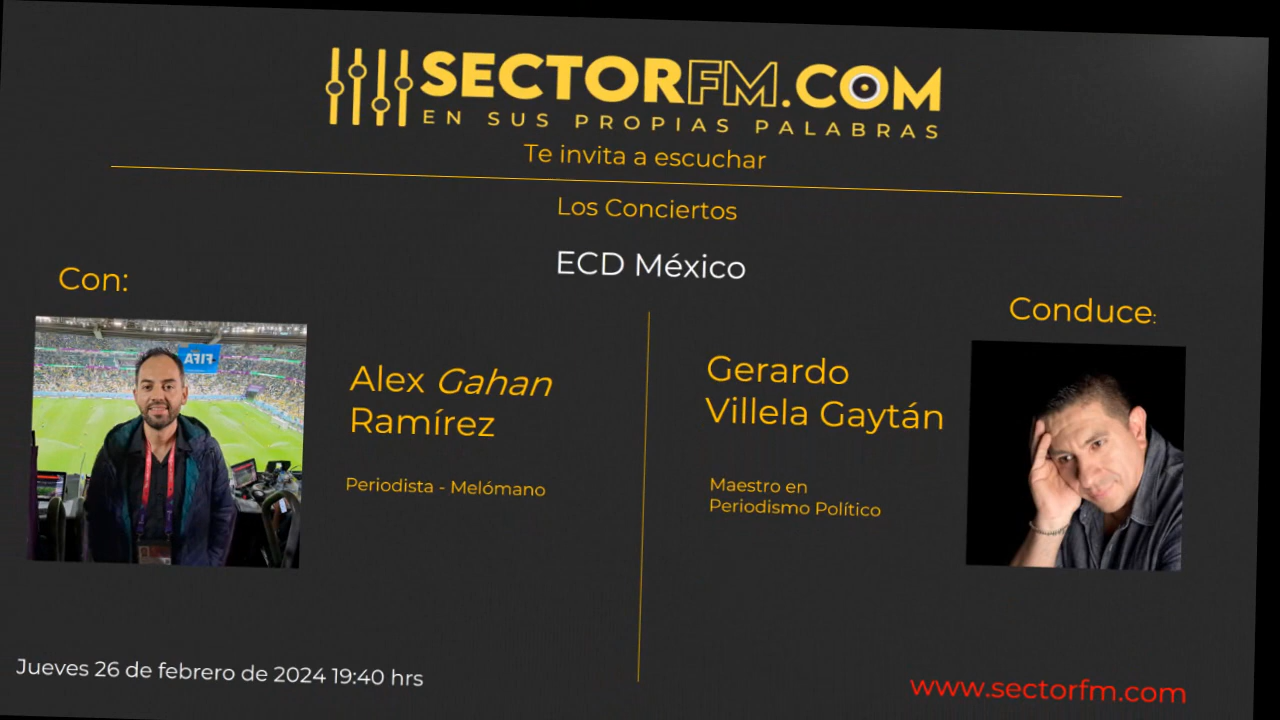 SECTORFM.COM
EN SUS PROPIAS PALABRAS
Te invita a escuchar
Los Conciertos
ECD México
Con:
Conduce:
FIFA
Alex Gahan
Ramírez
Periodista - Melómano
Gerardo
Villela Gaytán
Maestro en
Periodismo Político
Jueves 26 de febrero de 2024 19:40 hrs
www.sectorfm.com